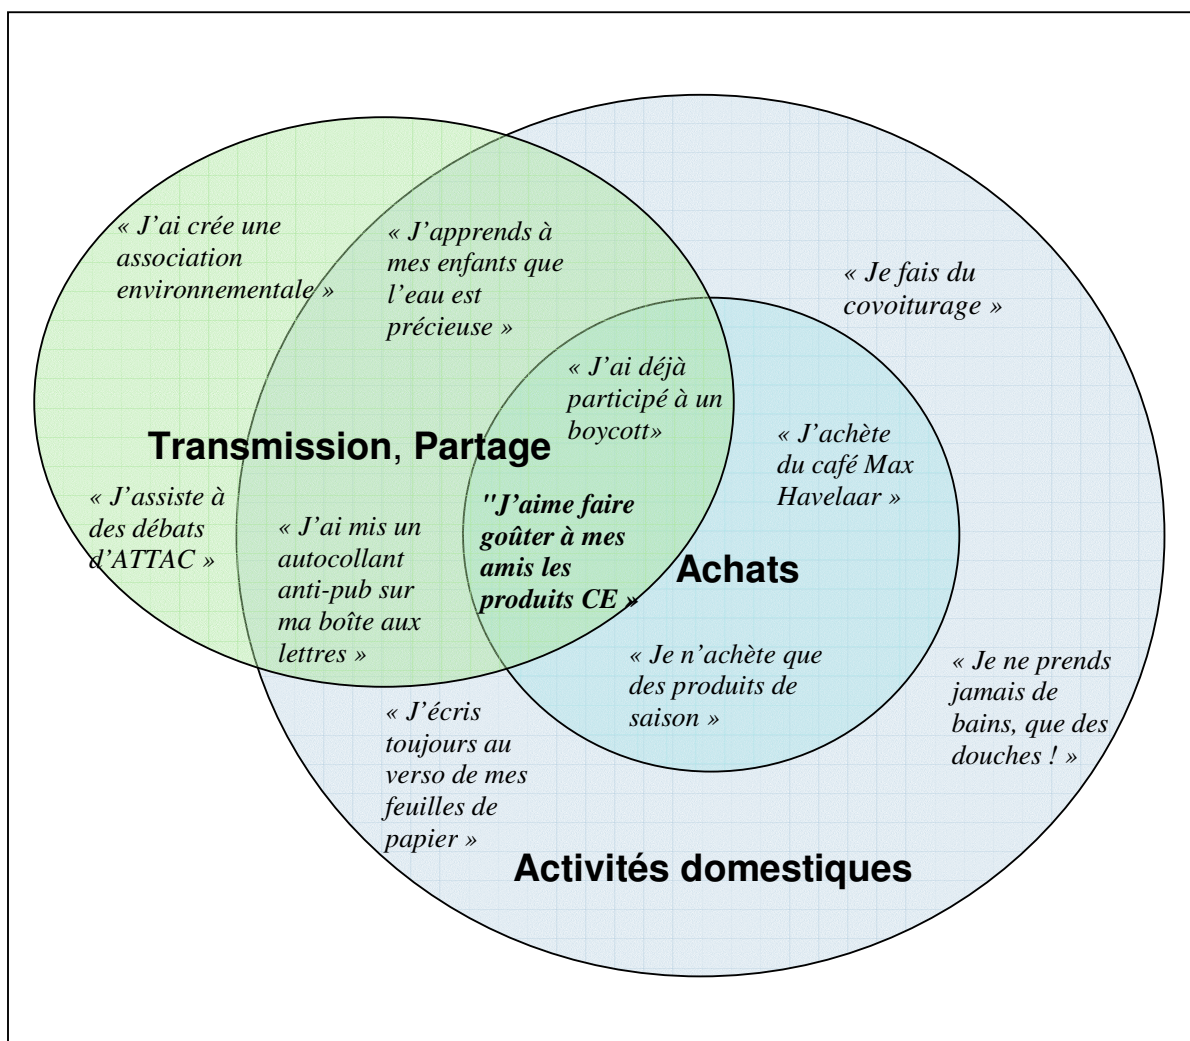 « J'ai crée une
association
environnementale »
« J'apprends à
mes enfants que
l'eau est
précieuse »
« Je fais du
covoiturage »
« J'ai déjà
participé à un
boycott»
« J'achète
du café Max
Havelaar »
Transmission, Partage
« J'assiste à
des débats
d'ATTAC »
« J'ai mis un
autocollant
anti-pub sur
ma boîte aux
lettres »
"J'aime faire
goûter à mes
amis les
produits CE »
Achats
« Je n'achète que
des produits de
saison »
« Je ne prends
jamais de
bains, que des
douches ! »
« J'écris
toujours au
verso de mes
feuilles de
papier »
Activités domestiques